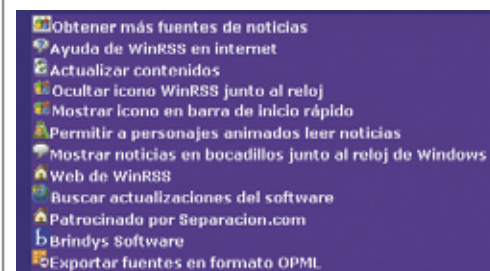 Obtener más fuentes de noticias
Ayuda de WinRSS en internet
Actualizar contenidos
Ocultar icono WinRSS junto al reloj
Mostrar icono en barra de inicio rápido
Permitir a personajes animados leer noticias
Mostrar noticias en bocadillos junto al reloj de Windows
Web de WinRSS
Buscar actualizaciones del software
Patrocinado por Separacion.com
Brindys Software
Exportar fuentes en formato OPML